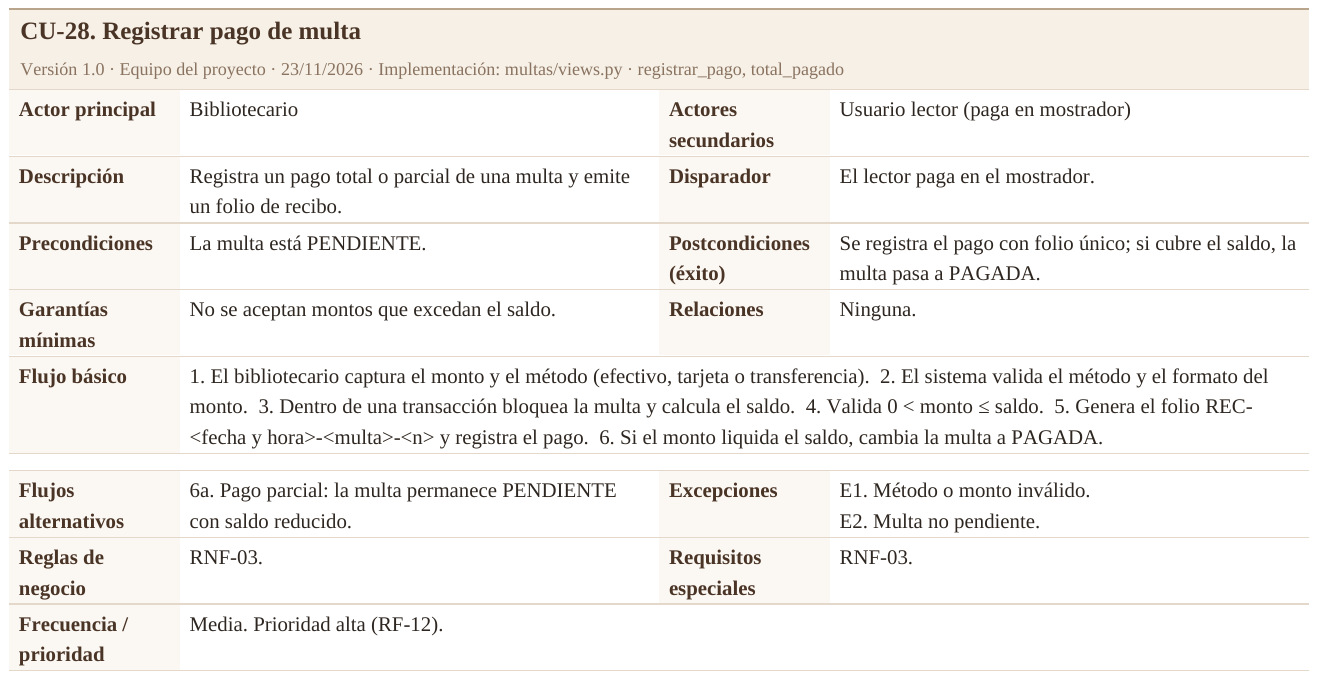 CU-28. Registrar pago de multa
Versión 1.0 · Equipo del proyecto · 23/11/2026 · Implementación: multas/views.py · registrar_pago, total_pagado
Actor principal
Bibliotecario
Actores
secundarios
Usuario lector (paga en mostrador)
Descripción
Registra un pago total o parcial de una multa y emite
un folio de recibo.
Disparador
El lector paga en el mostrador.
Precondiciones
La multa está PENDIENTE.
Postcondiciones
(éxito)
Se registra el pago con folio único; si cubre el saldo, la
multa pasa a PAGADA.
Garantías
mínimas
No se aceptan montos que excedan el saldo.
Relaciones
Ninguna.
Flujo básico
1. El bibliotecario captura el monto y el método (efectivo, tarjeta o transferencia).  2. El sistema valida el método y el formato del
monto.  3. Dentro de una transacción bloquea la multa y calcula el saldo.  4. Valida 0 < monto ≤ saldo.  5. Genera el folio REC-
<fecha y hora>-<multa>-<n> y registra el pago.  6. Si el monto liquida el saldo, cambia la multa a PAGADA.
Flujos
alternativos
6a. Pago parcial: la multa permanece PENDIENTE
con saldo reducido.
Excepciones
E1. Método o monto inválido.
E2. Multa no pendiente.
Reglas de
negocio
RNF-03.
Requisitos
especiales
RNF-03.
Frecuencia /
prioridad
Media. Prioridad alta (RF-12).